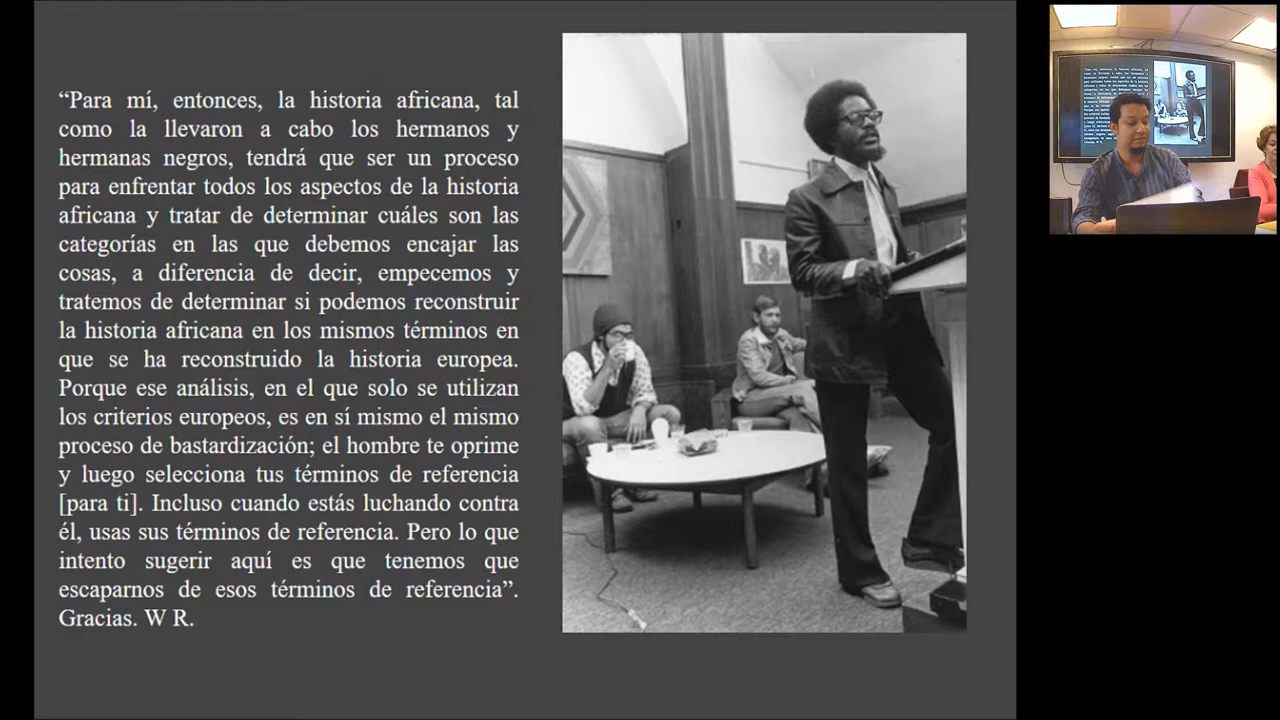 “Para mí, entonces, la historia africana, tal
como la llevaron a cabo los hermanos y
hermanas negros, tendrá que ser un proceso
para enfrentar todos los aspectos de la historia
africana y tratar de determinar cuáles son las
categorías en las que debemos encajar las
cosas, a diferencia de decir, empecemos y
tratemos de determinar si podemos reconstruir
la historia africana en los mismos términos en
que se ha reconstruido la historia europea.
Porque ese análisis, en el que solo se utilizan
los criterios europeos, es en sí mismo el mismo
proceso de bastardización; el hombre te oprime
y luego selecciona tus términos de referencia
[para ti]. Incluso cuando estás luchando contra
él, usas sus términos de referencia. Pero lo que
intento sugerir aquí es que tenemos que
escaparnos de esos términos de referencia”.
Gracias. W R.